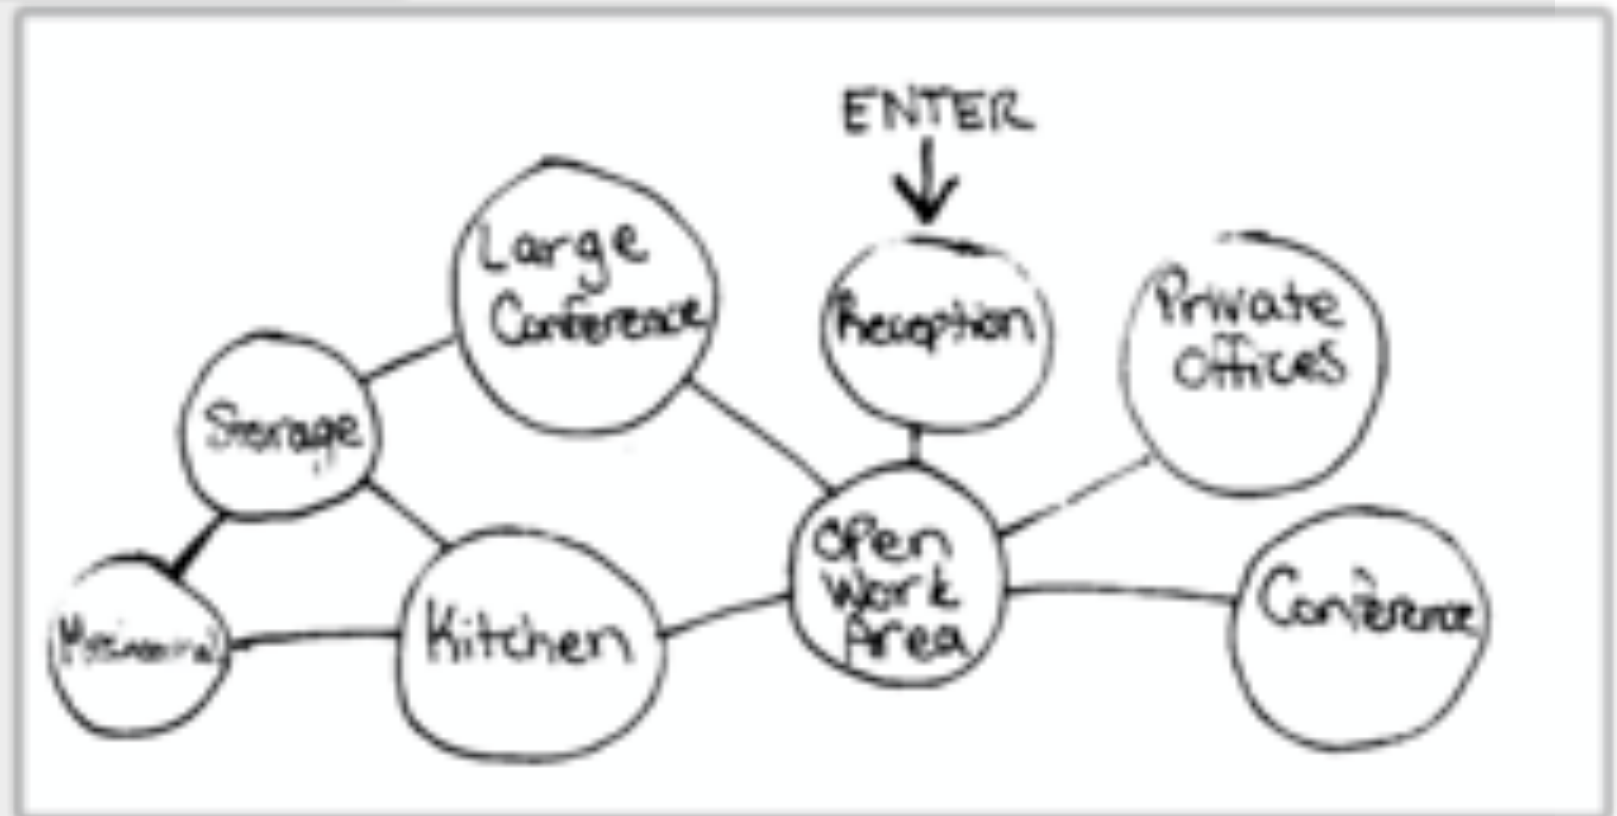 ENTER
Large
Conference
Reception
Private
Offices
Storage
Open
Work
Area
Kitchen
Conference